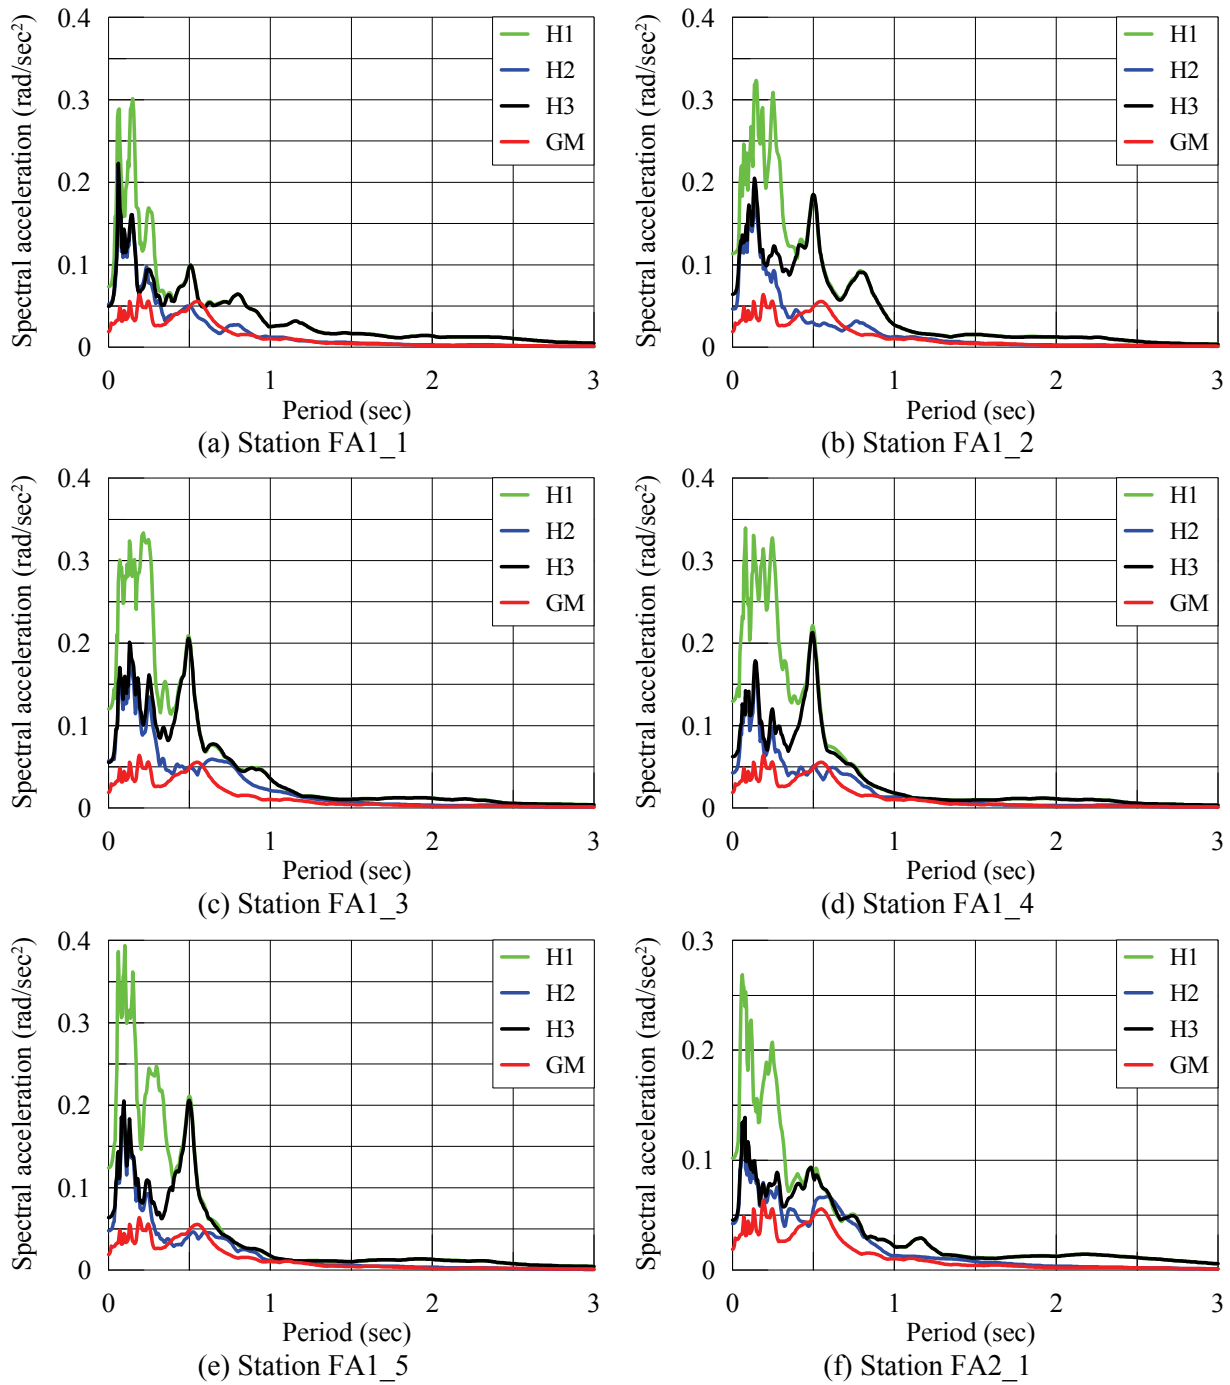 Spectral acceleration (rad/sec²)
0.4
0.3
0.2
0.1
0
0 1 2 3
Period (sec)
H1
H2
H3
GM
(a) Station FA1_1
Spectral acceleration (rad/sec²)
0.4
0.3
0.2
0.1
0
0 1 2 3
Period (sec)
H1
H2
H3
GM
(b) Station FA1_2
Spectral acceleration (rad/sec²)
0.4
0.3
0.2
0.1
0
0 1 2 3
Period (sec)
H1
H2
H3
GM
(c) Station FA1_3
Spectral acceleration (rad/sec²)
0.4
0.3
0.2
0.1
0
0 1 2 3
Period (sec)
H1
H2
H3
GM
(d) Station FA1_4
Spectral acceleration (rad/sec²)
0.4
0.3
0.2
0.1
0
0 1 2 3
Period (sec)
H1
H2
H3
GM
(e) Station FA1_5
Spectral acceleration (rad/sec²)
0.3
0.2
0.1
0
0 1 2 3
Period (sec)
H1
H2
H3
GM
(f) Station FA2_1